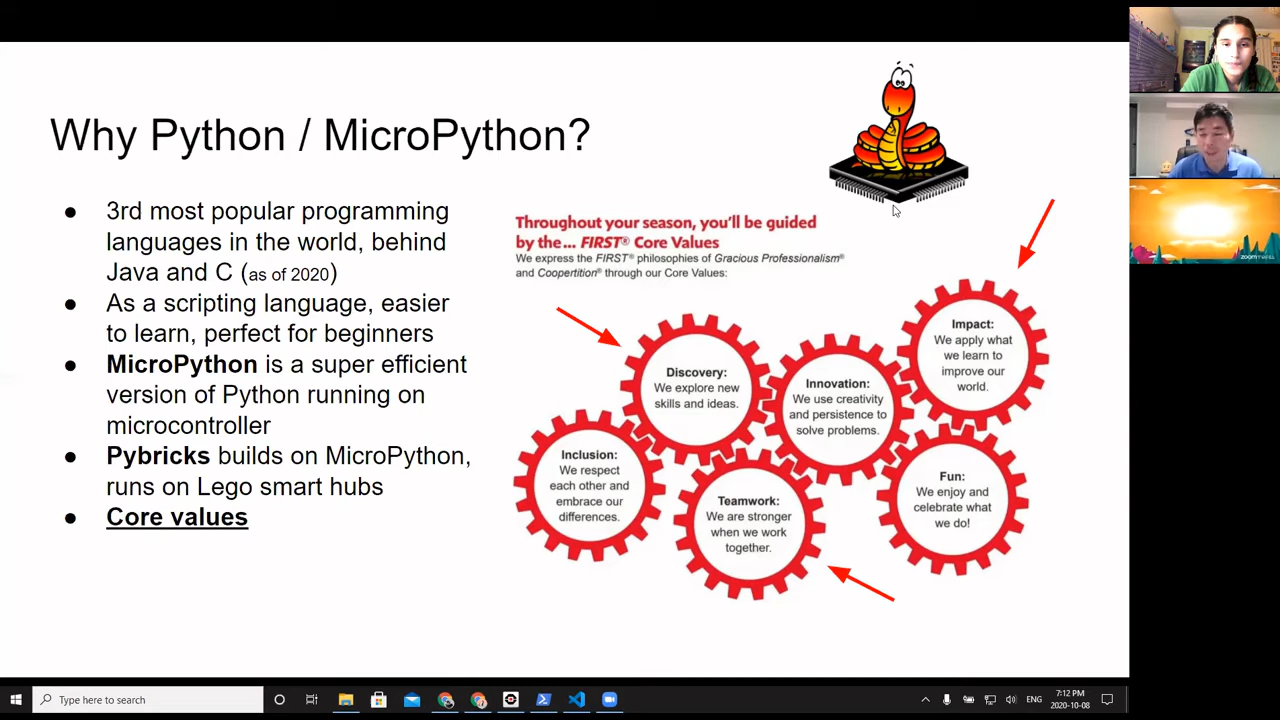 Why Python / MicroPython?
● 3rd most popular programming
languages in the world, behind
Java and C (as of 2020)
● As a scripting language, easier
to learn, perfect for beginners
● MicroPython is a super efficient
version of Python running on
microcontroller
● Pybricks builds on MicroPython,
runs on Lego smart hubs
● Core values
Throughout your season, you'll be guided
by the... FIRST® Core Values
We express the FIRST® philosophies of Gracious Professionalism®
and Coopertition® through our Core Values:
Discovery:
We explore new
skills and ideas.
Innovation:
We use creativity
and persistence to
solve problems.
Impact:
We apply what
we learn to
improve our
world.
Inclusion:
We respect
each other and
embrace our
differences.
Teamwork:
We are stronger
when we work
together.
Fun:
We enjoy and
celebrate what
we do!
Type here to search
ENG
7:12 PM
2020-10-08